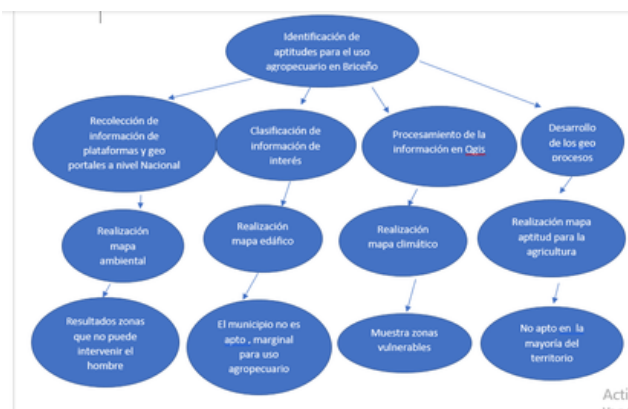 Identificación de
aptitudes para el uso
agropecuario en Briceño
Recolección de
información de
plataformas y geo
portales a nivel Nacional
Clasificación de
información de
interés
Procesamiento de la
información en Qgis
Desarrollo
de los geo
procesos
Realización
mapa
ambiental
Realización
mapa edáfico
Realización
mapa climático
Realización mapa
aptitud para la
agricultura
Resultados zonas
que no puede
intervenir el
hombre
El municipio no es
apto , marginal
para uso
agropecuario
Muestra zonas
vulnerables
No apto en la
mayoría del
territorio
Acti